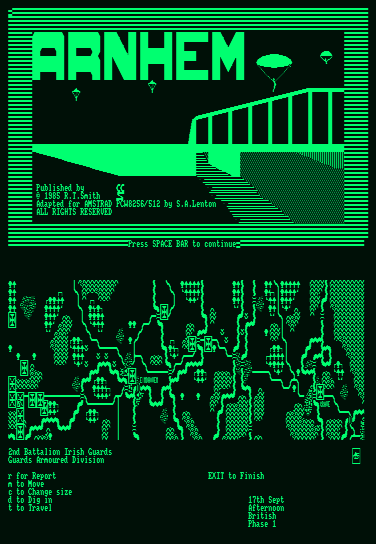 ARNHEM
Published by CCS
© 1985 R.T.Smith
Adapted for AMSTRAD PCW8256/512 by S.A.Lenton
ALL RIGHTS RESERVED
Press SPACE BAR to continue
2nd Battalion Irish Guards
Guards Armoured Division
r for Report
m to Move
c to Change size
d to Dig in
t to Travel
EXIT to Finish
17th Sept
Afternoon
British
Phase 1